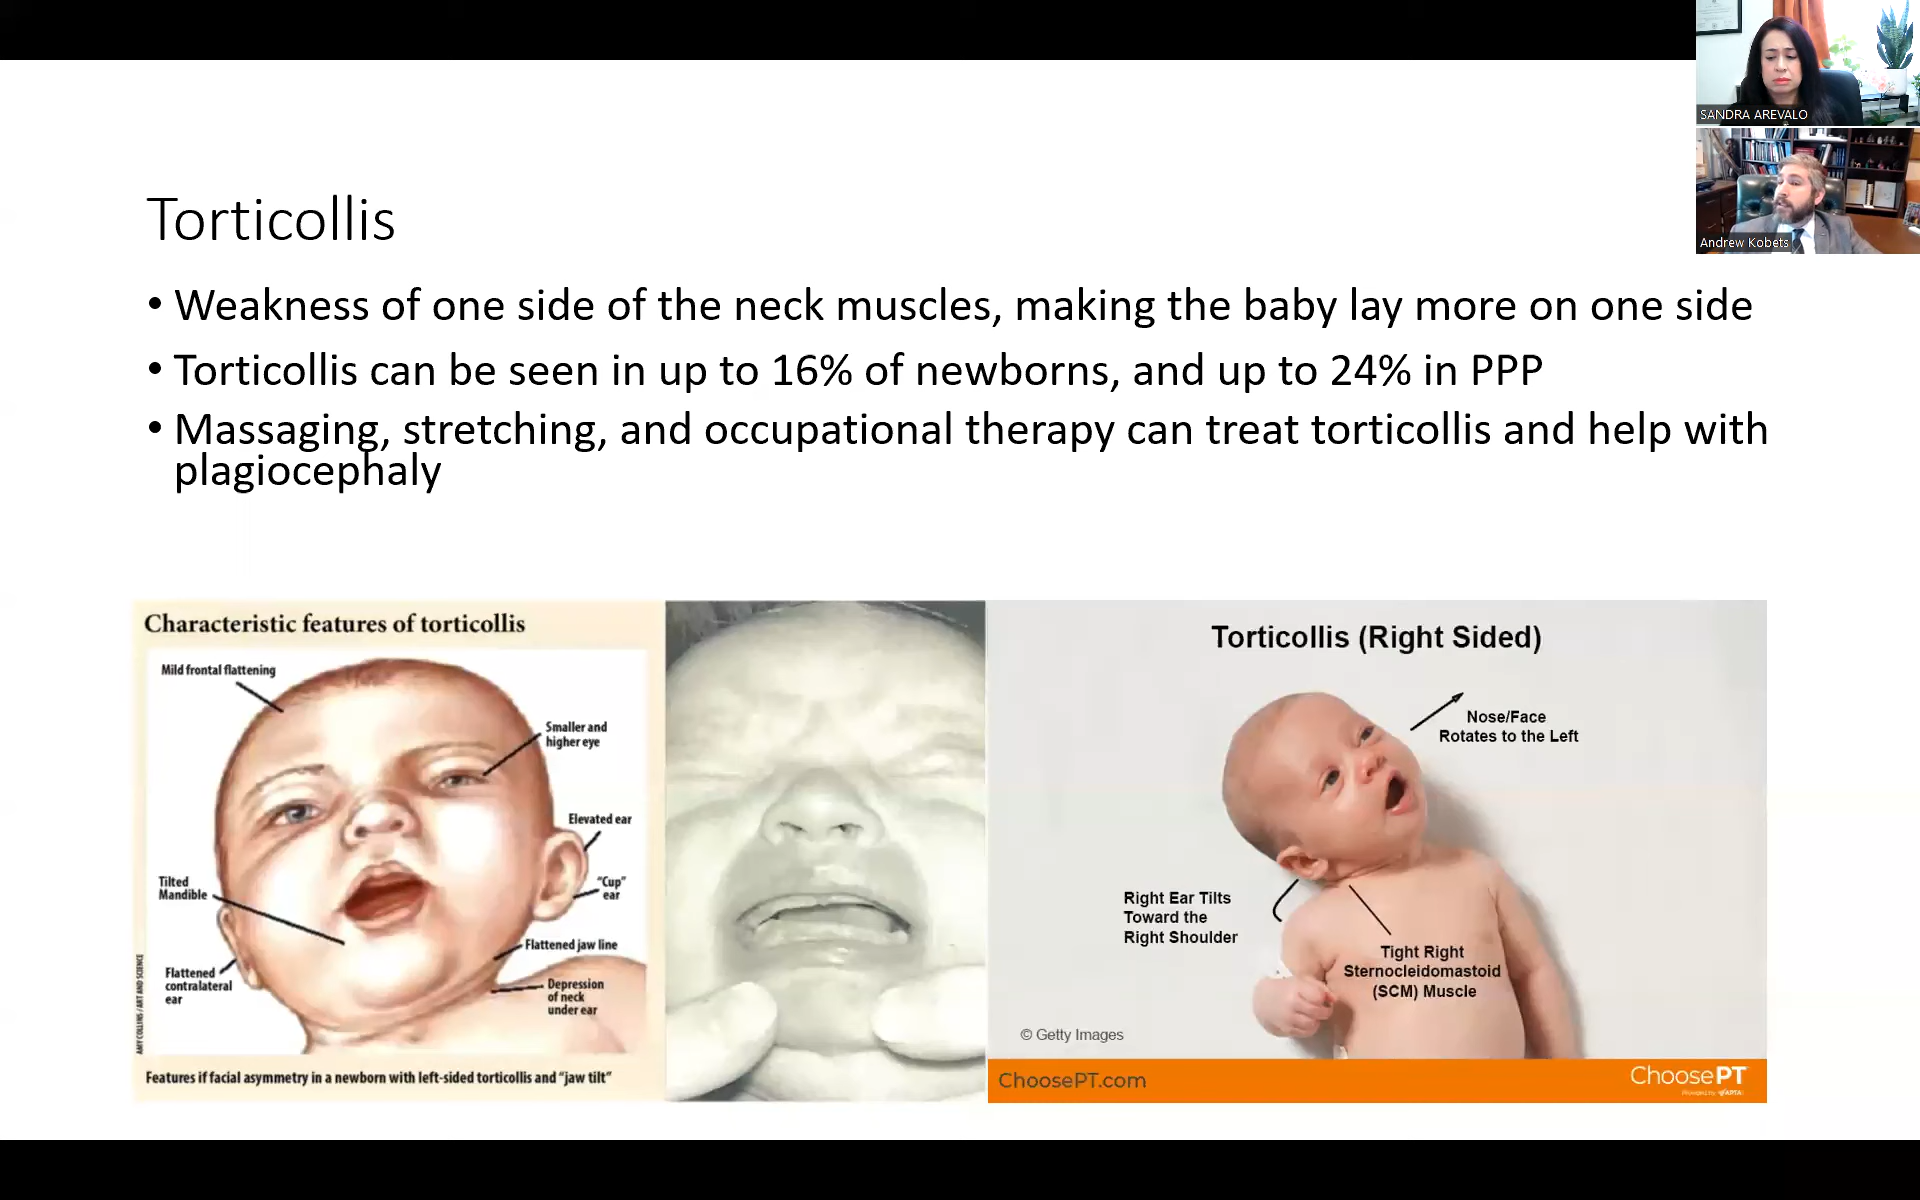 SANDRA AREVALO
Andrew Kobets
Torticollis
• Weakness of one side of the neck muscles, making the baby lay more on one side
• Torticollis can be seen in up to 16% of newborns, and up to 24% in PPP
• Massaging, stretching, and occupational therapy can treat torticollis and help with
plagiocephaly
Characteristic features of torticollis
Mild frontal flattening
Smaller and
higher eye
Elevated ear
"Cup"
ear
Tilted
Mandible
Flattened jaw line
Flattened
contralateral
ear
Depression
of neck
under ear
AMY COLLINS / ART AND SCIENCE
Features if facial asymmetry in a newborn with left-sided torticollis and "jaw tilt"
Torticollis (Right Sided)
Nose/Face
Rotates to the Left
Right Ear Tilts
Toward the
Right Shoulder
Tight Right
Sternocleidomastoid
(SCM) Muscle
© Getty Images
ChoosePT.com
ChoosePT
Provided by APTA